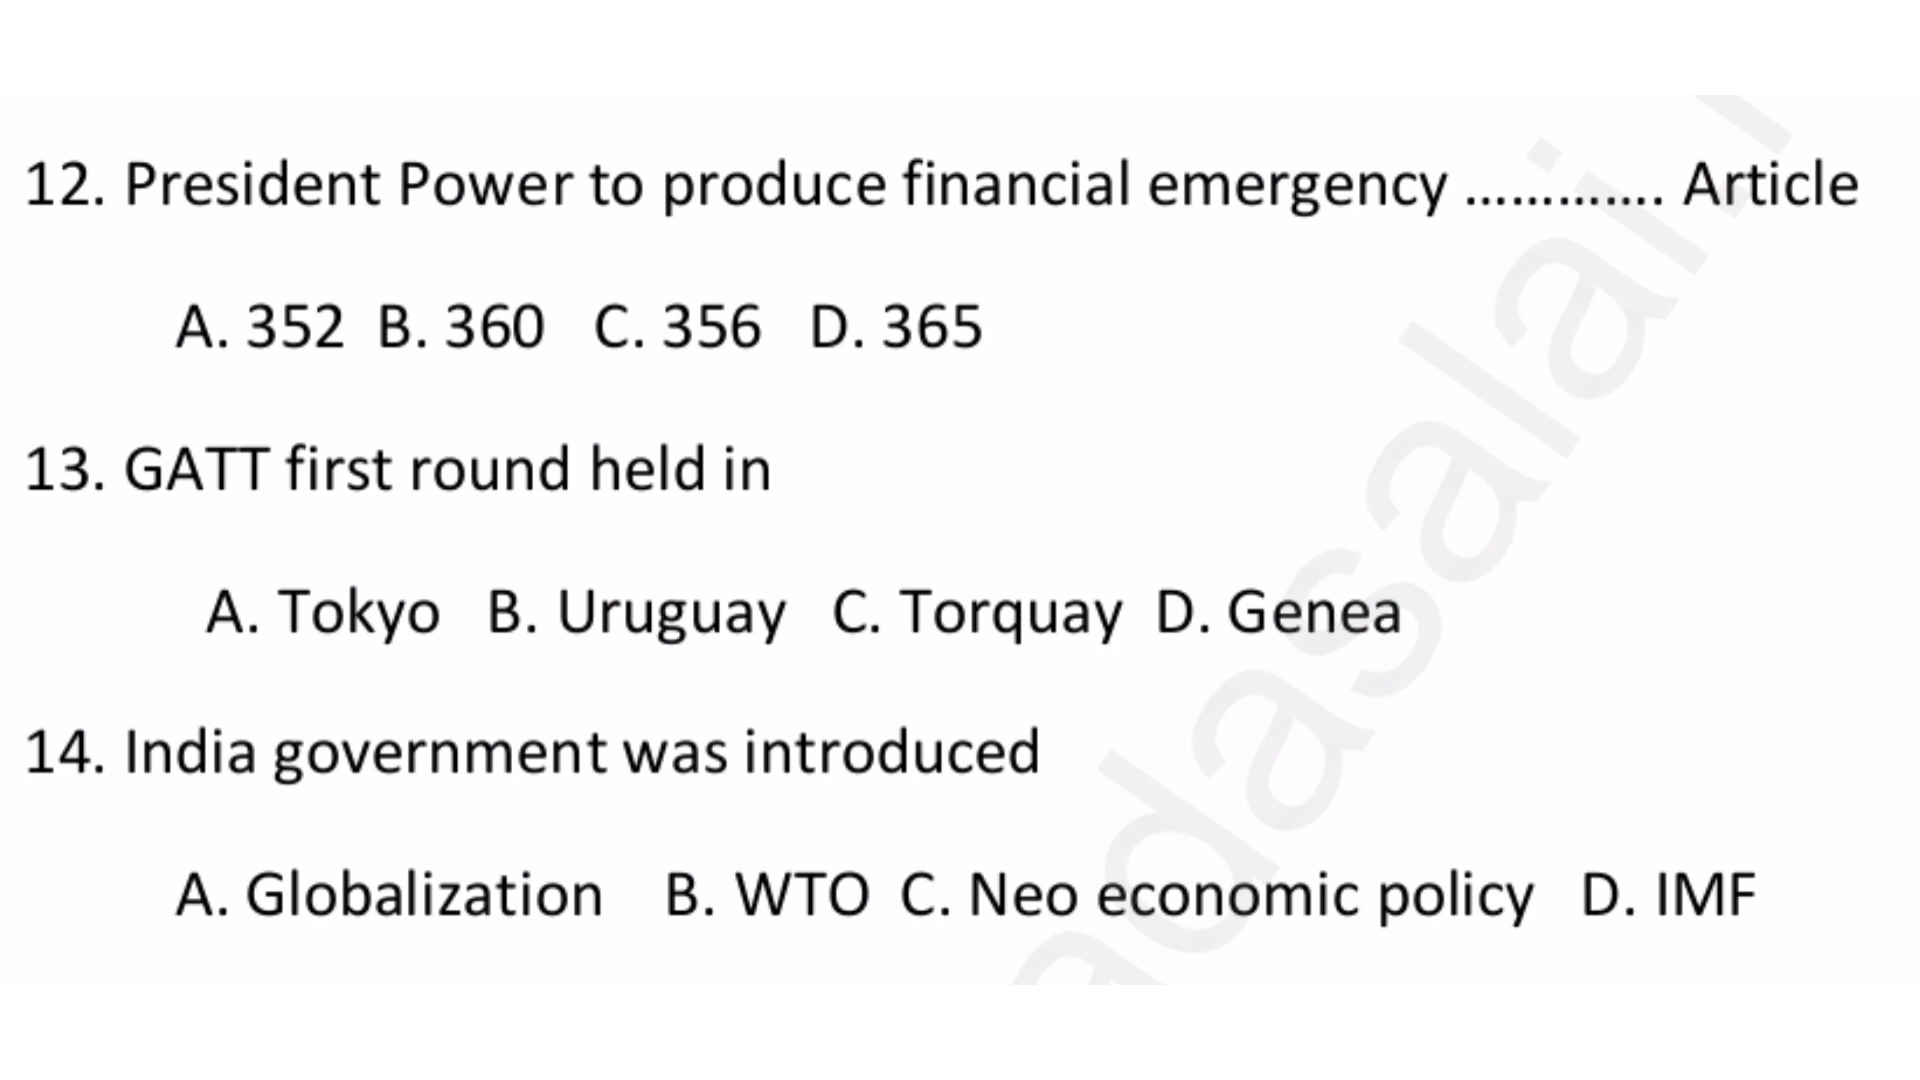 12. President Power to produce financial emergency ............. Article
A. 352 B. 360 C. 356 D. 365
13. GATT first round held in
A. Tokyo B. Uruguay C. Torquay D. Genea
14. India government was introduced
A. Globalization B. WTO C. Neo economic policy D. IMF